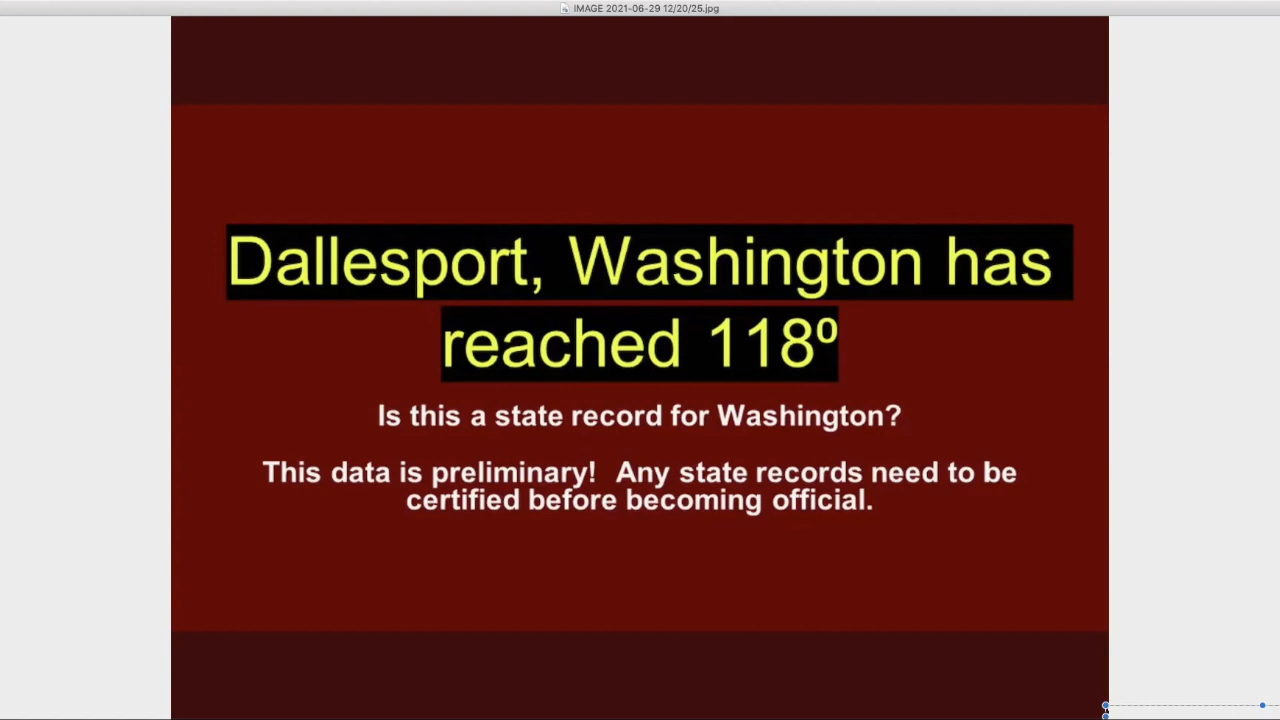 IMAGE 2021-06-29 12/20/25.jpg
Dallesport, Washington has
reached 118º
Is this a state record for Washington?
This data is preliminary!  Any state records need to be
certified before becoming official.